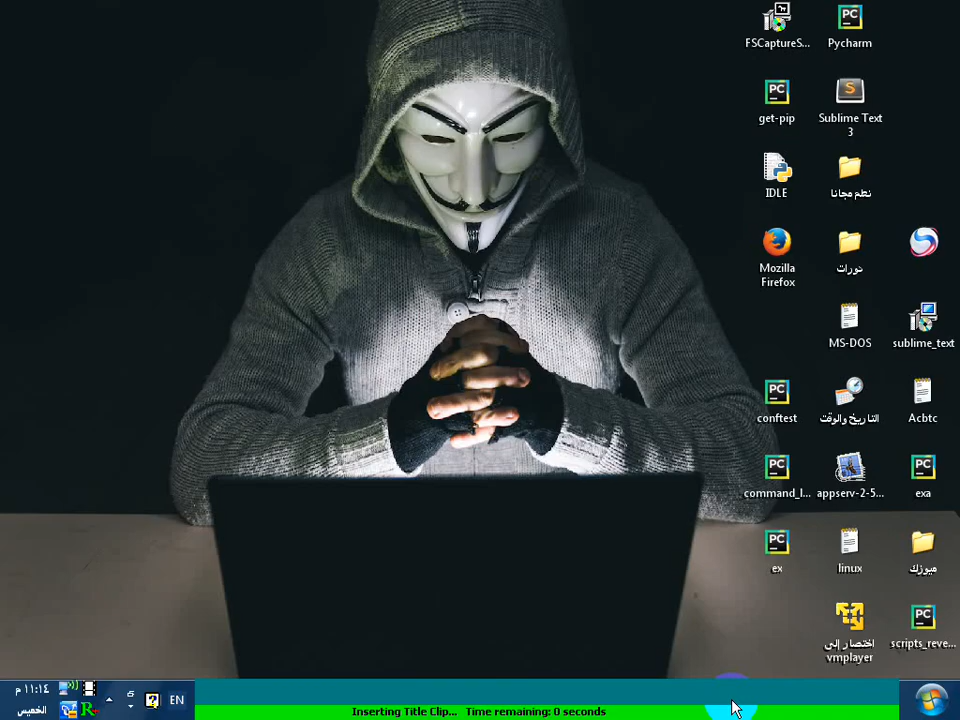 FSCaptureS...
Pycharm
get-pip
Sublime Text
3
IDLE
نعلم مجانا
Mozilla
Firefox
نورات
MS-DOS
sublime_text
conftest
التاريخ والوقت
Acbtc
command_l...
appserv-2-5...
exa
ex
linux
ميوزك
اختصار إلى
vmplayer
scripts_reve...
١١:١٤ م
الخميس
EN
Inserting Title Clip... Time remaining: 0 seconds